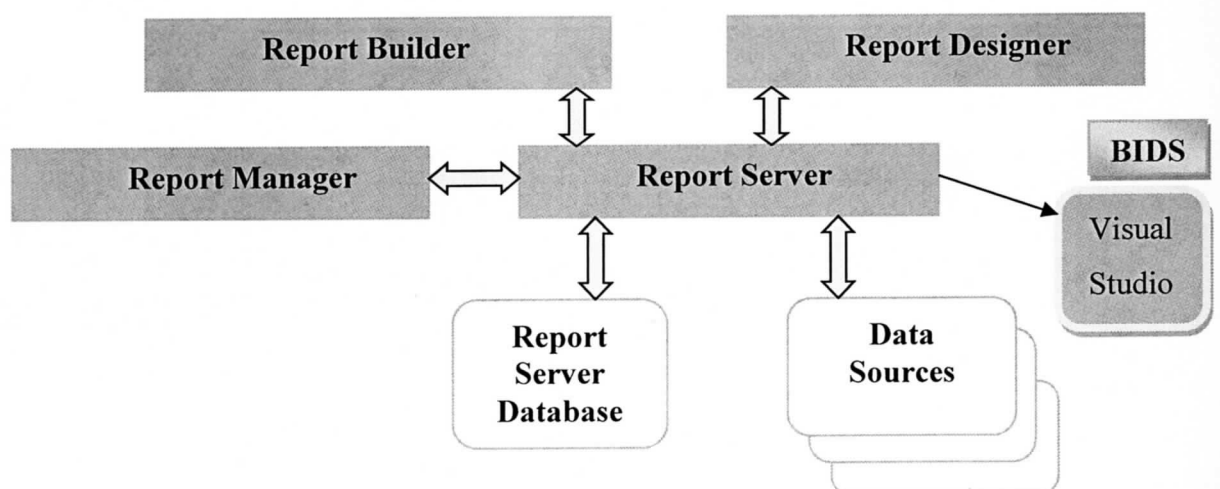 Report Builder
Report Designer
BIDS
Report Manager
Report Server
Visual
Studio
Report
Server
Database
Data
Sources